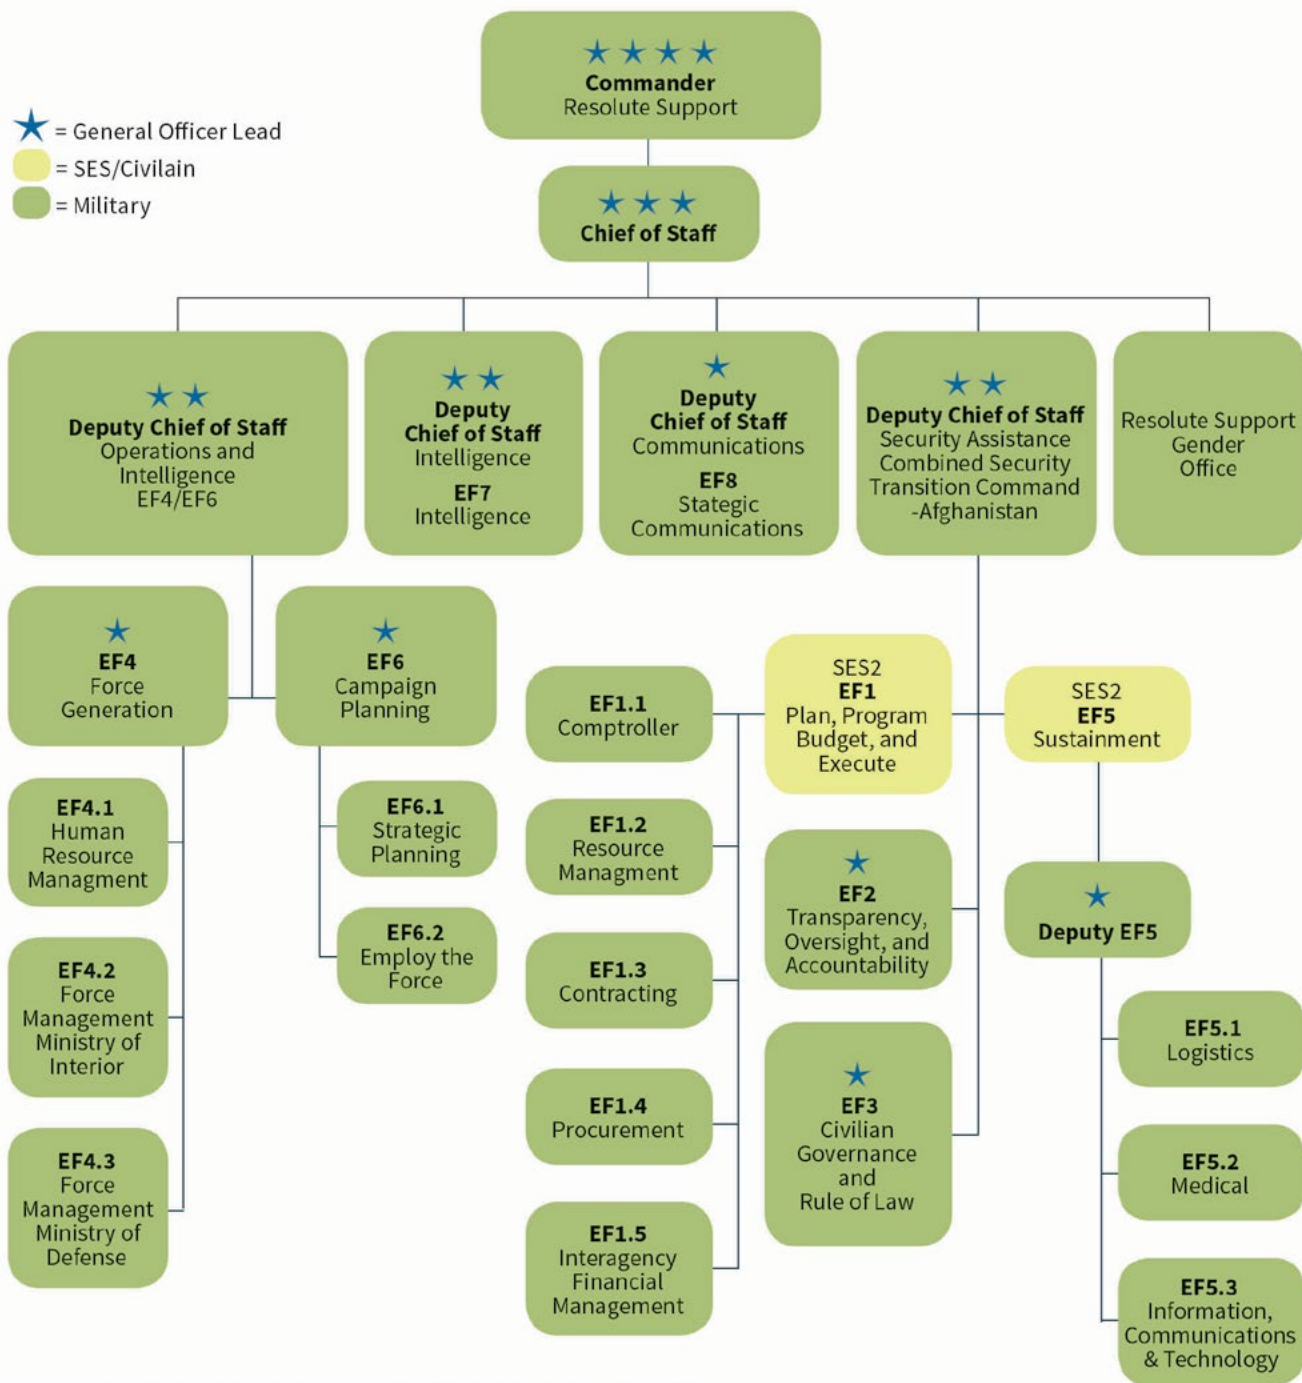 Commander
Resolute Support
= General Officer Lead
= SES/Civilain
= Military
Chief of Staff
Deputy Chief of Staff
Operations and
Intelligence
EF4/EF6
Deputy
Chief of Staff
Intelligence
EF7
Intelligence
Deputy
Chief of Staff
Communications
EF8
Stategic
Communications
Deputy Chief of Staff
Security Assistance
Combined Security
Transition Command
-Afghanistan
Resolute Support
Gender
Office
EF4
Force
Generation
EF6
Campaign
Planning
EF4.1
Human
Resource
Managment
EF4.2
Force
Management
Ministry of
Interior
EF4.3
Force
Management
Ministry of
Defense
EF6.1
Strategic
Planning
EF6.2
Employ the
Force
EF1.1
Comptroller
EF1.2
Resource
Managment
EF1.3
Contracting
EF1.4
Procurement
EF1.5
Interagency
Financial
Management
SES2
EF1
Plan, Program
Budget, and
Execute
EF2
Transparency,
Oversight, and
Accountability
EF3
Civilian
Governance
and
Rule of Law
SES2
EF5
Sustainment
Deputy EF5
EF5.1
Logistics
EF5.2
Medical
EF5.3
Information,
Communications
& Technology